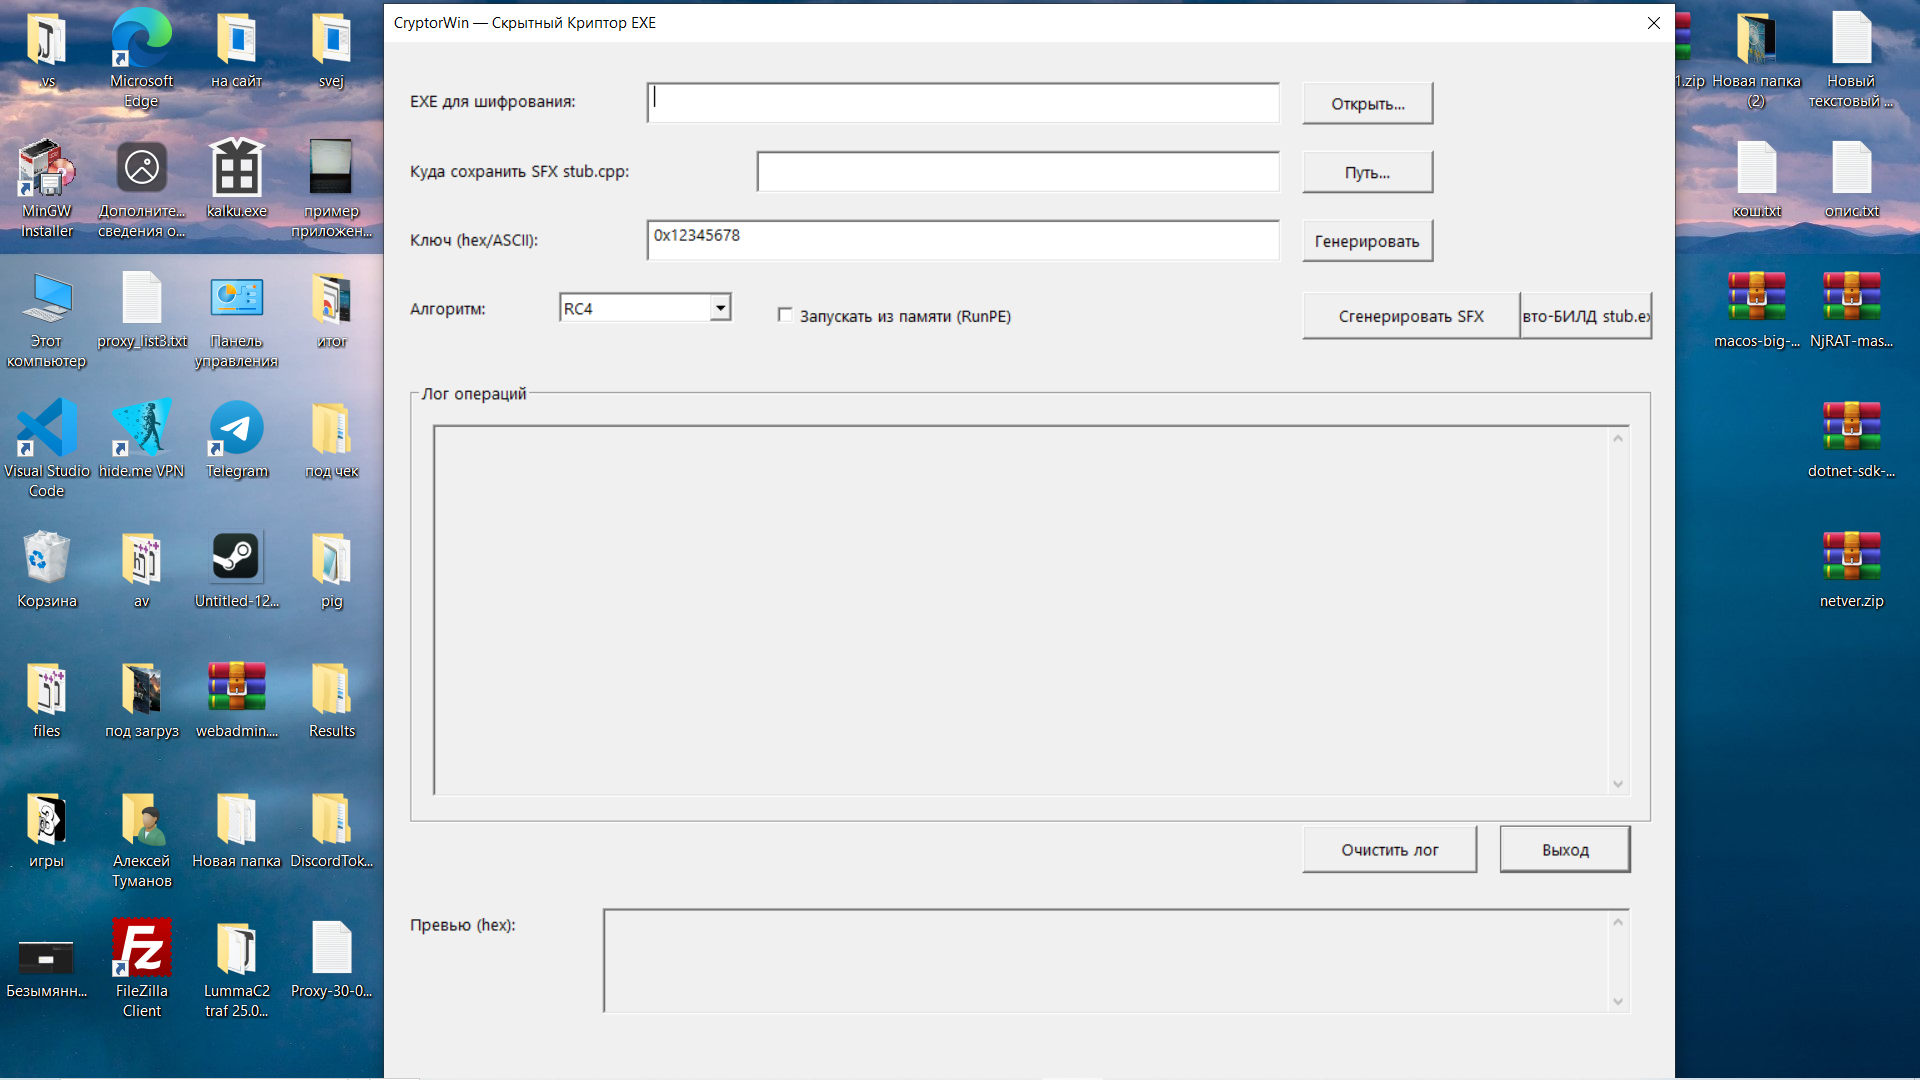 CryptorWin — Скрытный Криптор EXE
EXE для шифрования:
Открыть...
Куда сохранить SFX stub.cpp:
Путь...
Ключ (hex/ASCII):
0x12345678
Генерировать
Алгоритм:
RC4
Запускать из памяти (RunPE)
Сгенерировать SFX
вто-БИЛД stub.ex
Лог операций
Очистить лог
Выход
Превью (hex):
.vs
Microsoft
Edge
на сайт
svej
MinGW
Installer
Дополните...
сведения о...
kalku.exe
пример
приложен...
Этот
компьютер
proxy_list3.txt
Панель
управления
итог
Visual Studio
Code
hide.me VPN
Telegram
под чек
Корзина
av
Untitled-12...
pig
files
под загруз
webadmin....
Results
игры
Алексей
Туманов
Новая папка
DiscordTok...
Безымянн...
FileZilla
Client
LummaC2
traf 25.0...
Proxy-30-0...
1.zip
Новая папка
(2)
Новый
текстовый ...
кош.txt
опис.txt
macos-big-...
NjRAT-mas...
dotnet-sdk-...
netver.zip